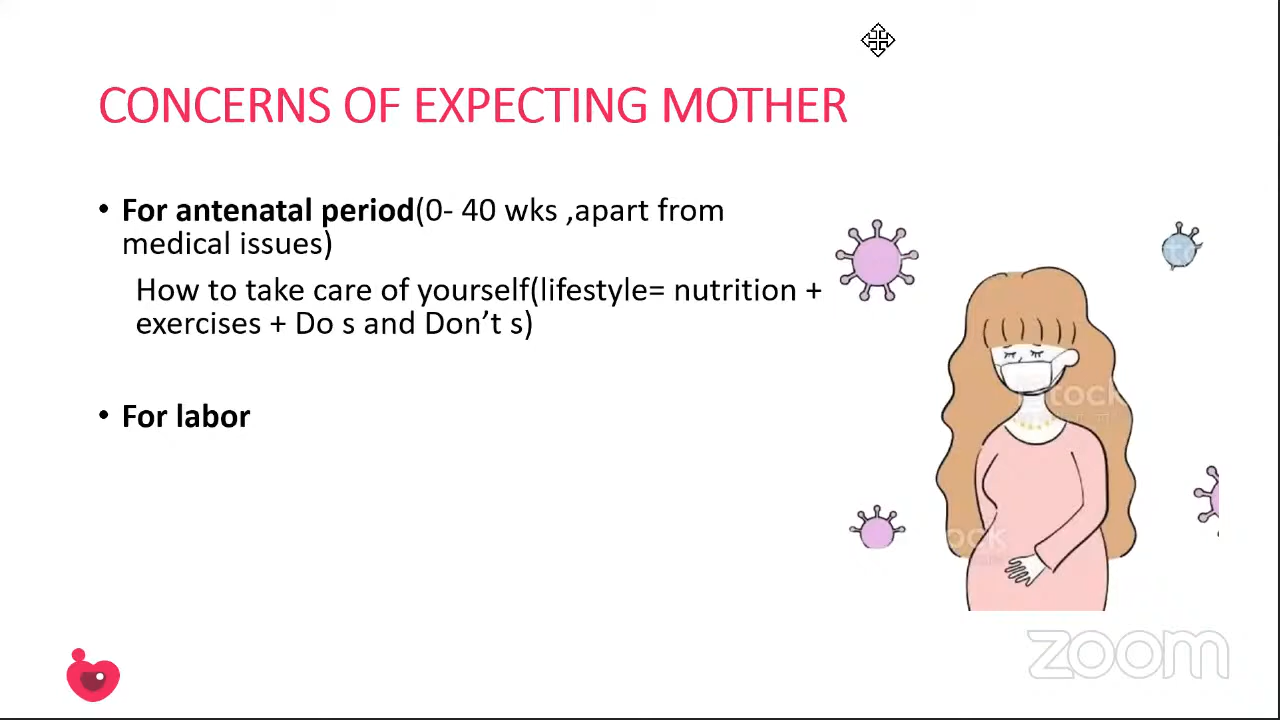 CONCERNS OF EXPECTING MOTHER
• For antenatal period(0- 40 wks ,apart from
medical issues)
How to take care of yourself(lifestyle= nutrition +
exercises + Do s and Don’t s)
• For labor
zoom